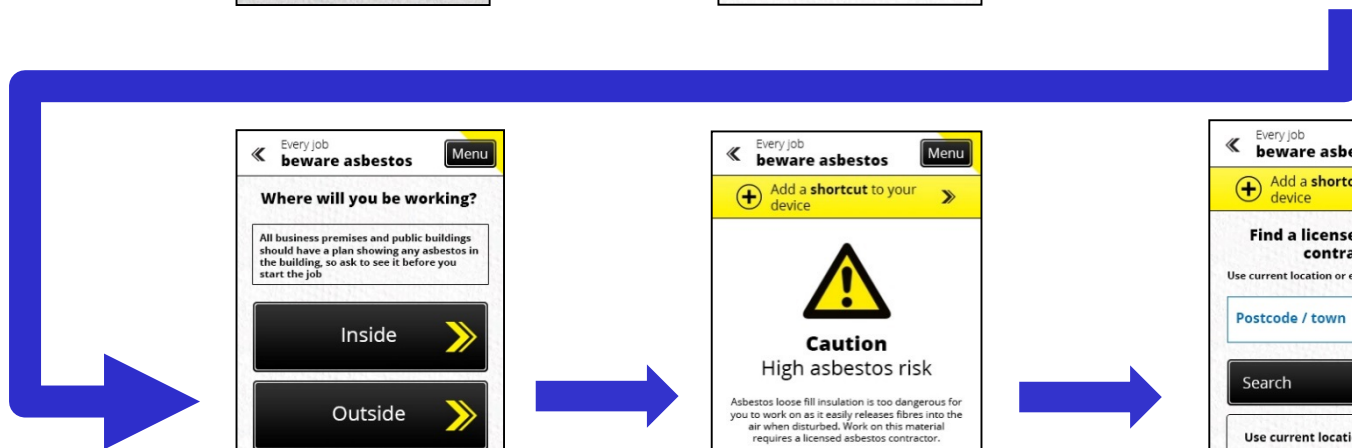 Every job
beware asbestos
Menu
Where will you be working?
All business premises and public buildings
should have a plan showing any asbestos in
the building, so ask to see it before you
start the job
Inside
Outside
Every job
beware asbestos
Menu
Add a shortcut to your
device
Caution
High asbestos risk
Asbestos loose fill insulation is too dangerous for
you to work on as it easily releases fibres into the
air when disturbed. Work on this material
requires a licensed asbestos contractor.
Every job
beware
Add a
device
Find a
Use current location or
Postcode / town
Search
Use current